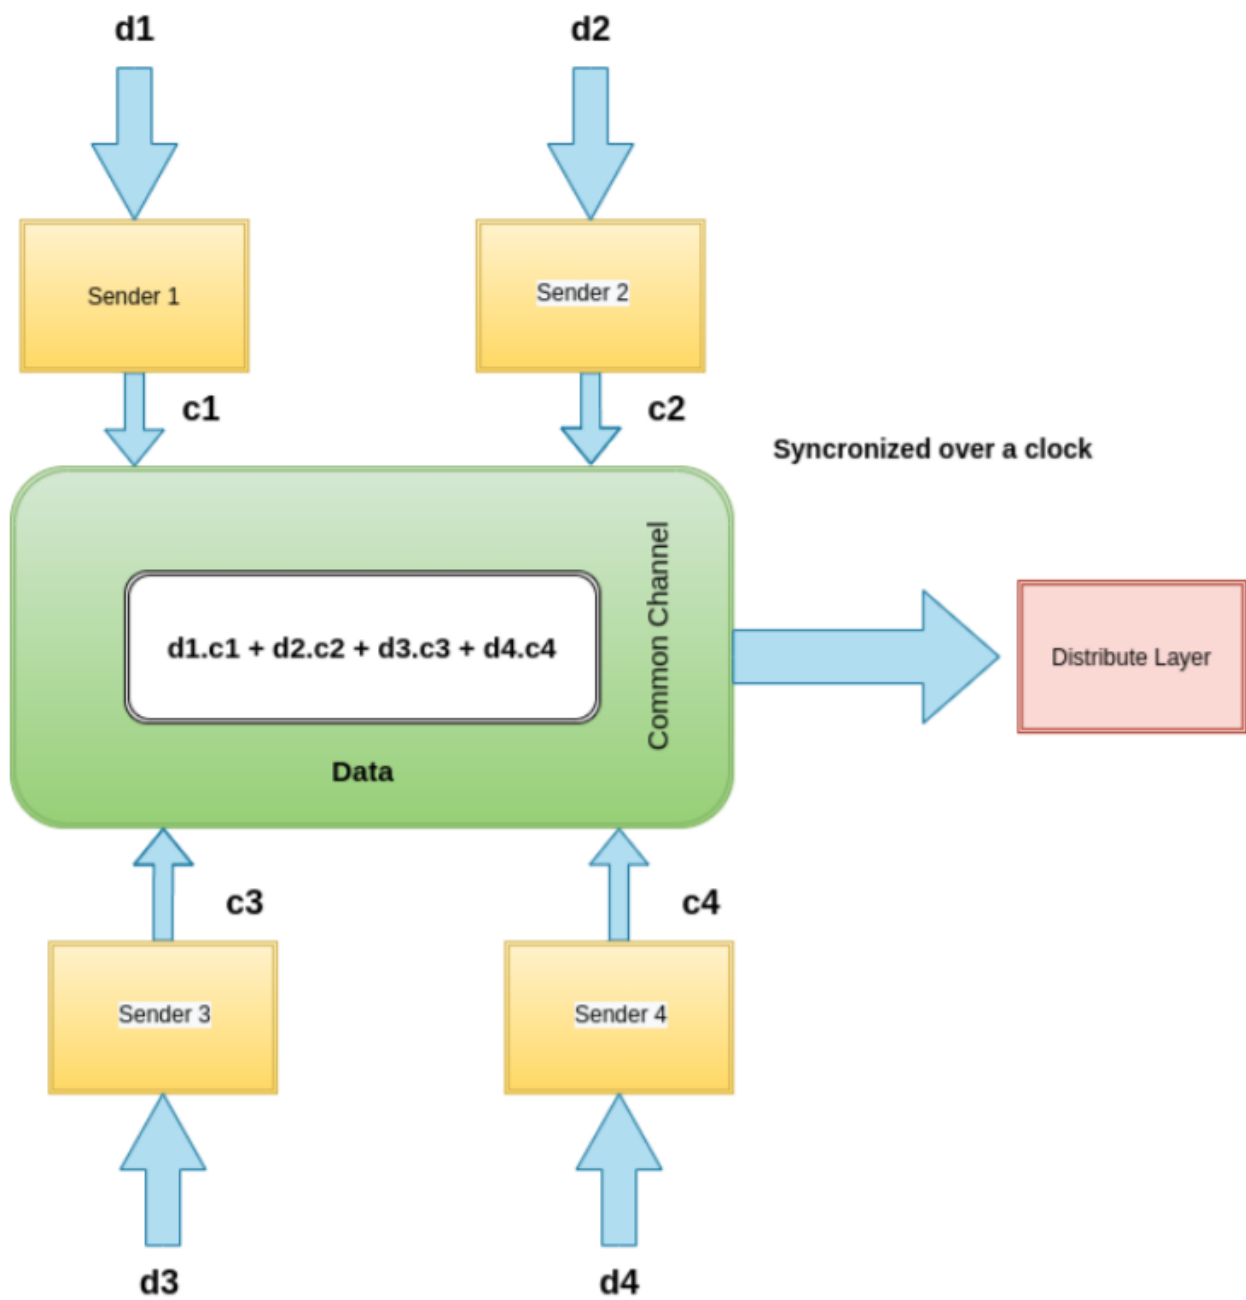 d1
d2
Sender 1
Sender 2
c1
c2
Syncronized over a clock
Common Channel
d1.c1 + d2.c2 + d3.c3 + d4.c4
Distribute Layer
Data
c3
c4
Sender 3
Sender 4
d3
d4